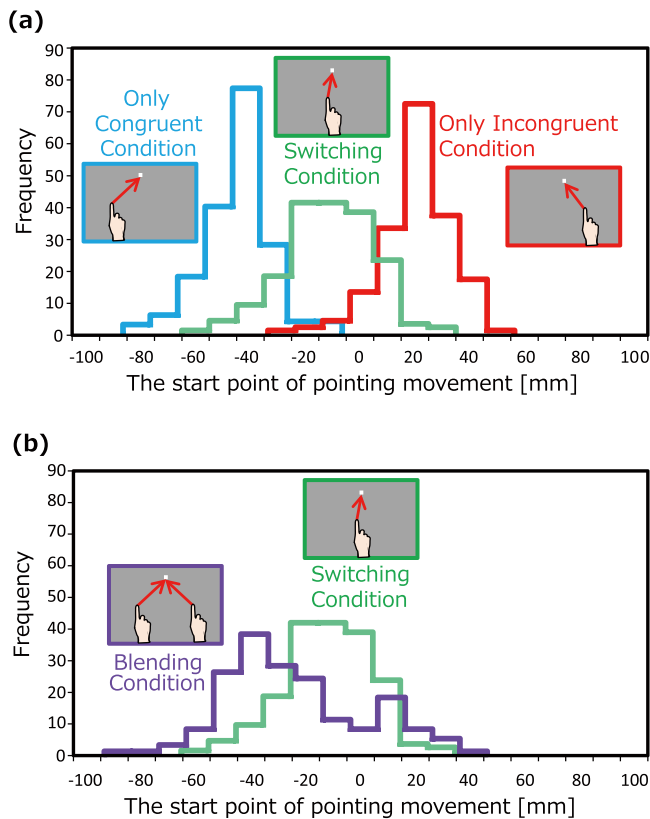 (a)
90
80
70
60
50
40
30
20
10
0
Frequency
Only
Congruent
Condition
Switching
Condition
Only Incongruent
Condition
-100 -80 -60 -40 -20 0 20 40 60 80 100
The start point of pointing movement [mm]
(b)
90
80
70
60
50
40
30
20
10
0
Frequency
Switching
Condition
Blending
Condition
-100 -80 -60 -40 -20 0 20 40 60 80 100
The start point of pointing movement [mm]